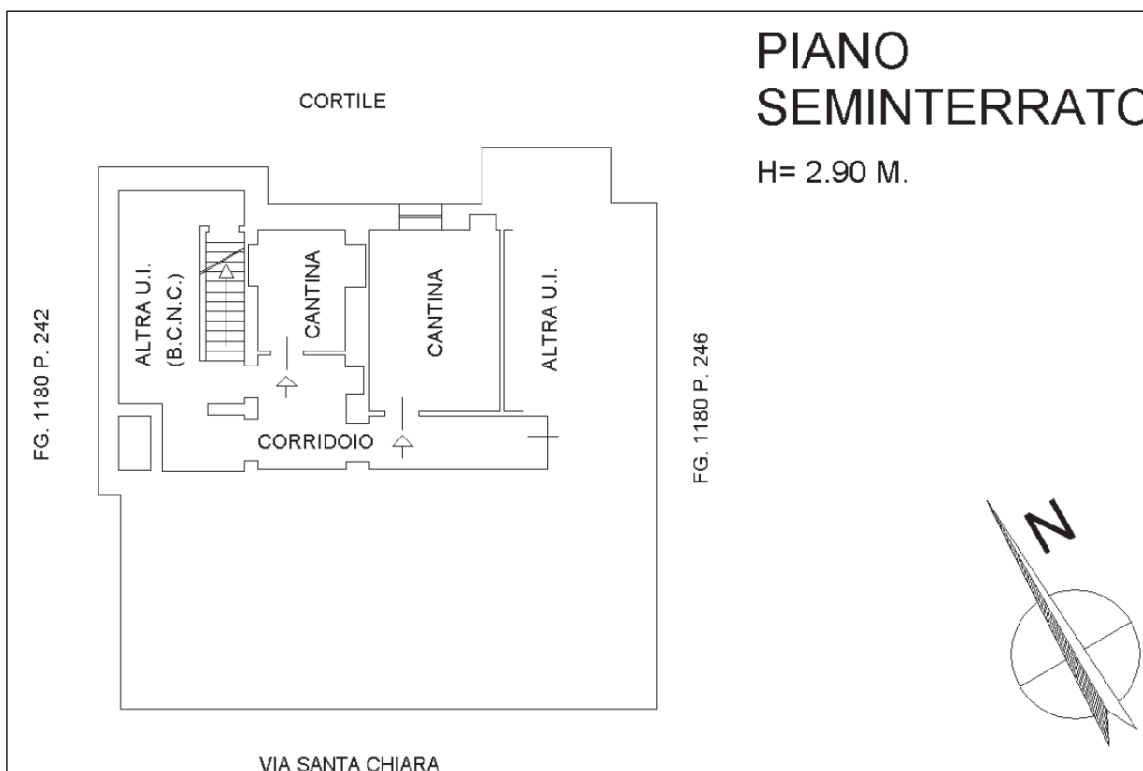 PIANO
SEMINTERRATO
H= 2.90 M.
CORTILE
ALTRA U.I.
(B.C.N.C.)
CANTINA
CANTINA
ALTRA U.I.
FG. 1180 P. 242
FG. 1180 P. 246
CORRIDOIO
N
VIA SANTA CHIARA